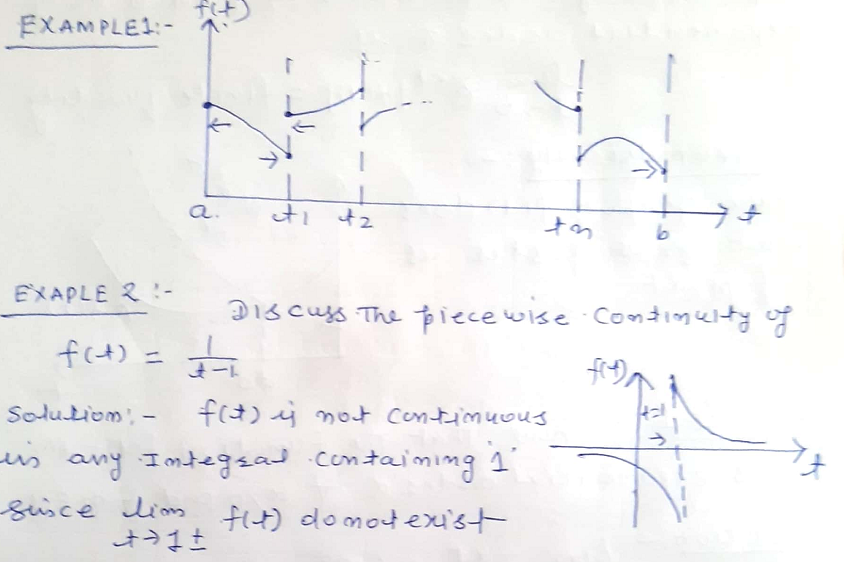 EXAMPLE1:-
f(t)
a.
t1
t2
tn
b
t
EXAPLE 2 :-
Discuss The piecewise continuity of
f(t) = 1/t-1
Solution:- f(t) is not continuous
in any Integral containing '1'
since lim f(t) do not exist
t→1±
f(t)
t=1
t